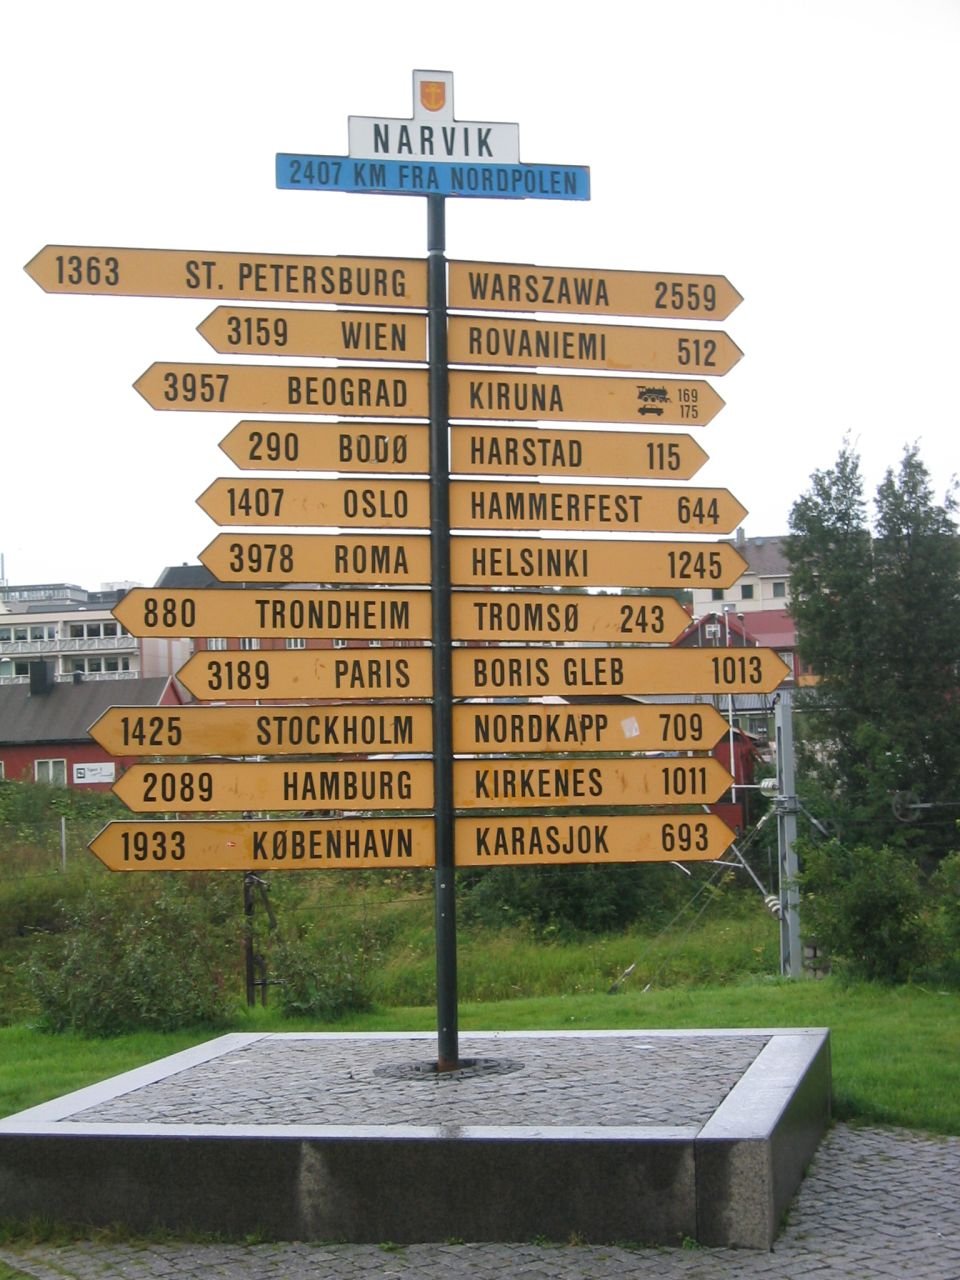 NARVIK
2407 KM FRA NORDPOLEN
1363 ST. PETERSBURG
3159 WIEN
3957 BEOGRAD
290 BODØ
1407 OSLO
3978 ROMA
880 TRONDHEIM
3189 PARIS
1425 STOCKHOLM
2089 HAMBURG
1933 KØBENHAVN
WARSZAWA 2559
ROVANIEMI 512
KIRUNA 169
175
HARSTAD 115
HAMMERFEST 644
HELSINKI 1245
TROMSØ 243
BORIS GLEB 1013
NORDKAPP 709
KIRKENES 1011
KARASJOK 693